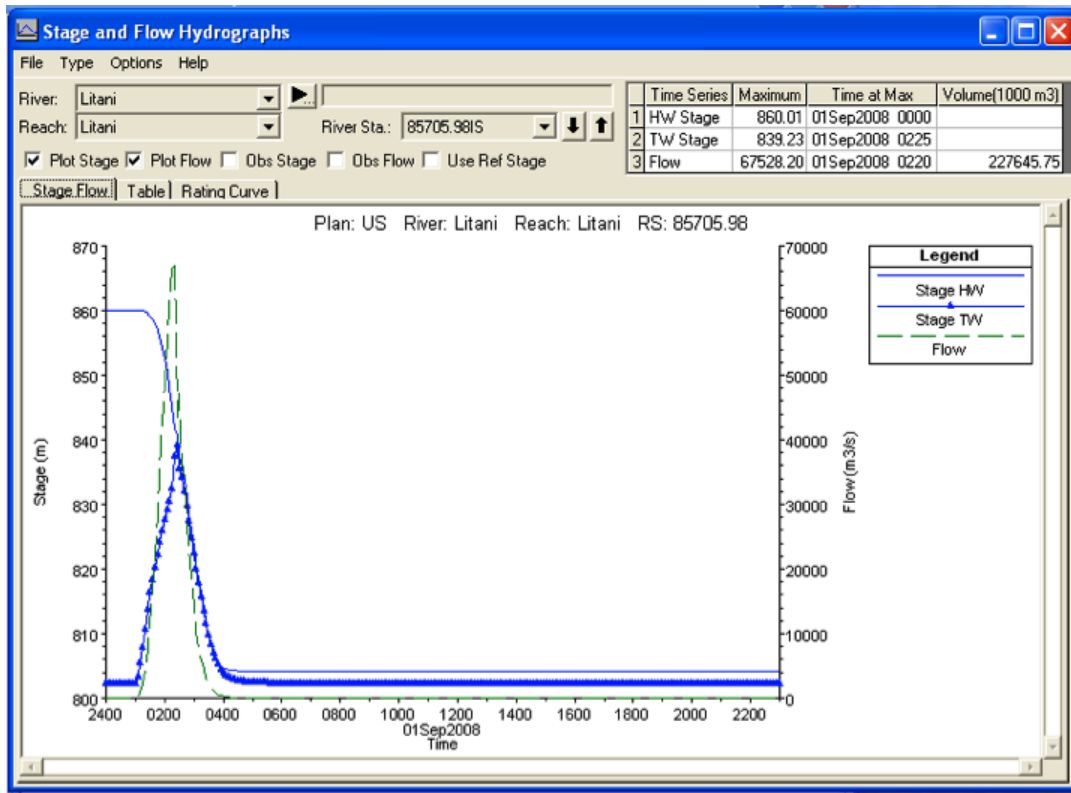 Stage and Flow Hydrographs
File Type Options Help
River: Litani
Reach: Litani River Sta.: 85705.98IS
Plot Stage Plot Flow Obs Stage Obs Flow Use Ref Stage
Time Series Maximum Time at Max Volume(1000 m3)
1 HW Stage 860.01 01Sep2008 0000
2 TW Stage 839.23 01Sep2008 0225
3 Flow 67528.20 01Sep2008 0220 227645.75
Stage Flow Table Rating Curve
Plan: US River: Litani Reach: Litani RS: 85705.98
870
860
850
840
830
820
810
800
Stage (m)
70000
60000
50000
40000
30000
20000
10000
0
Flow (m3/s)
2400 0200 0400 0600 0800 1000 1200 1400 1600 1800 2000 2200
01Sep2008
Time
Legend
Stage HW
Stage TW
Flow